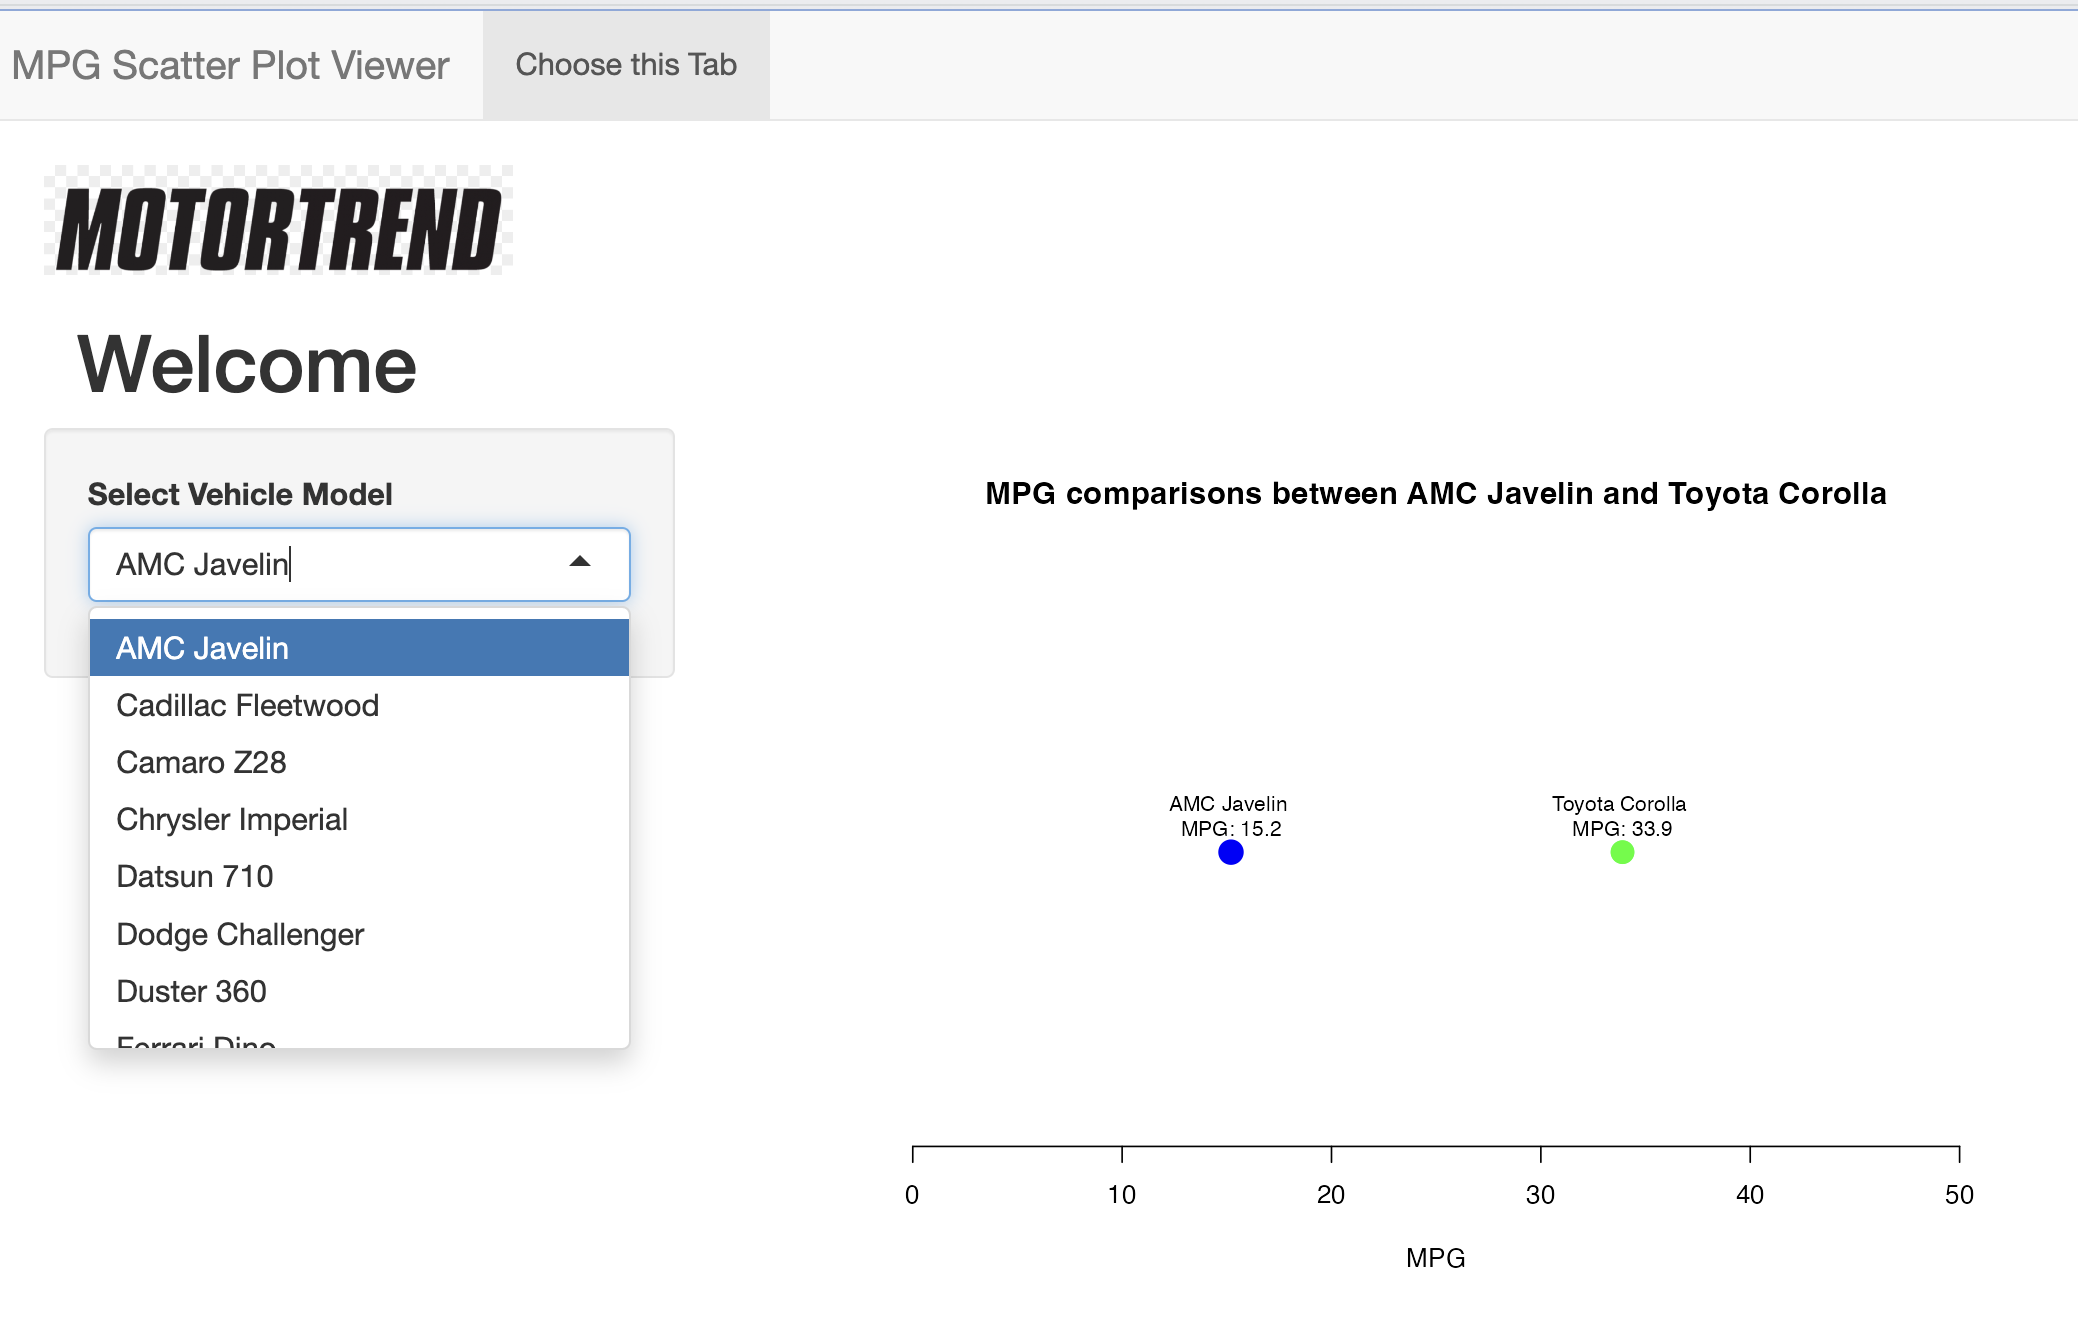 MPG Scatter Plot Viewer
Choose this Tab
MOTORTREND
Welcome
Select Vehicle Model
AMC Javelin
AMC Javelin
Cadillac Fleetwood
Camaro Z28
Chrysler Imperial
Datsun 710
Dodge Challenger
Duster 360
Ferrari Dino
MPG comparisons between AMC Javelin and Toyota Corolla
AMC Javelin
MPG: 15.2
Toyota Corolla
MPG: 33.9
0 10 20 30 40 50
MPG